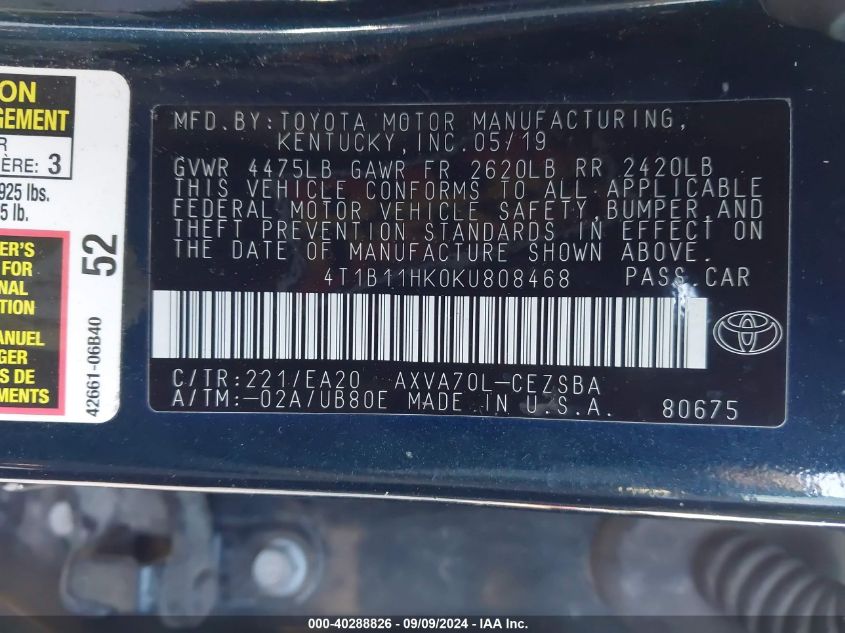 ON
GEMENT
R
ÈRE: 3
925 lbs.
5 lb.
ER'S
FOR
NAL
TION
MANUEL
GER
S DE
MES
52
42661-06B40
MFD.BY:TOYOTA MOTOR MANUFACTURING,
KENTUCKY,INC.05/19
GVWR 4475LB GAWR FR 2620LB RR 2420LB
THIS VEHICLE CONFORMS TO ALL APPLICABLE
FEDERAL MOTOR VEHICLE SAFETY,BUMPER,AND
THEFT PREVENTION STANDARDS IN EFFECT ON
THE DATE OF MANUFACTURE SHOWN ABOVE.
4T1B11HK0KU808468 PASS CAR
C/TR:221/EA20 AXVA70L-CEZSBA
A/TM:-02A/UB80E MADE IN U.S.A. 80675
000-40288826 - 09/09/2024 - IAA Inc.